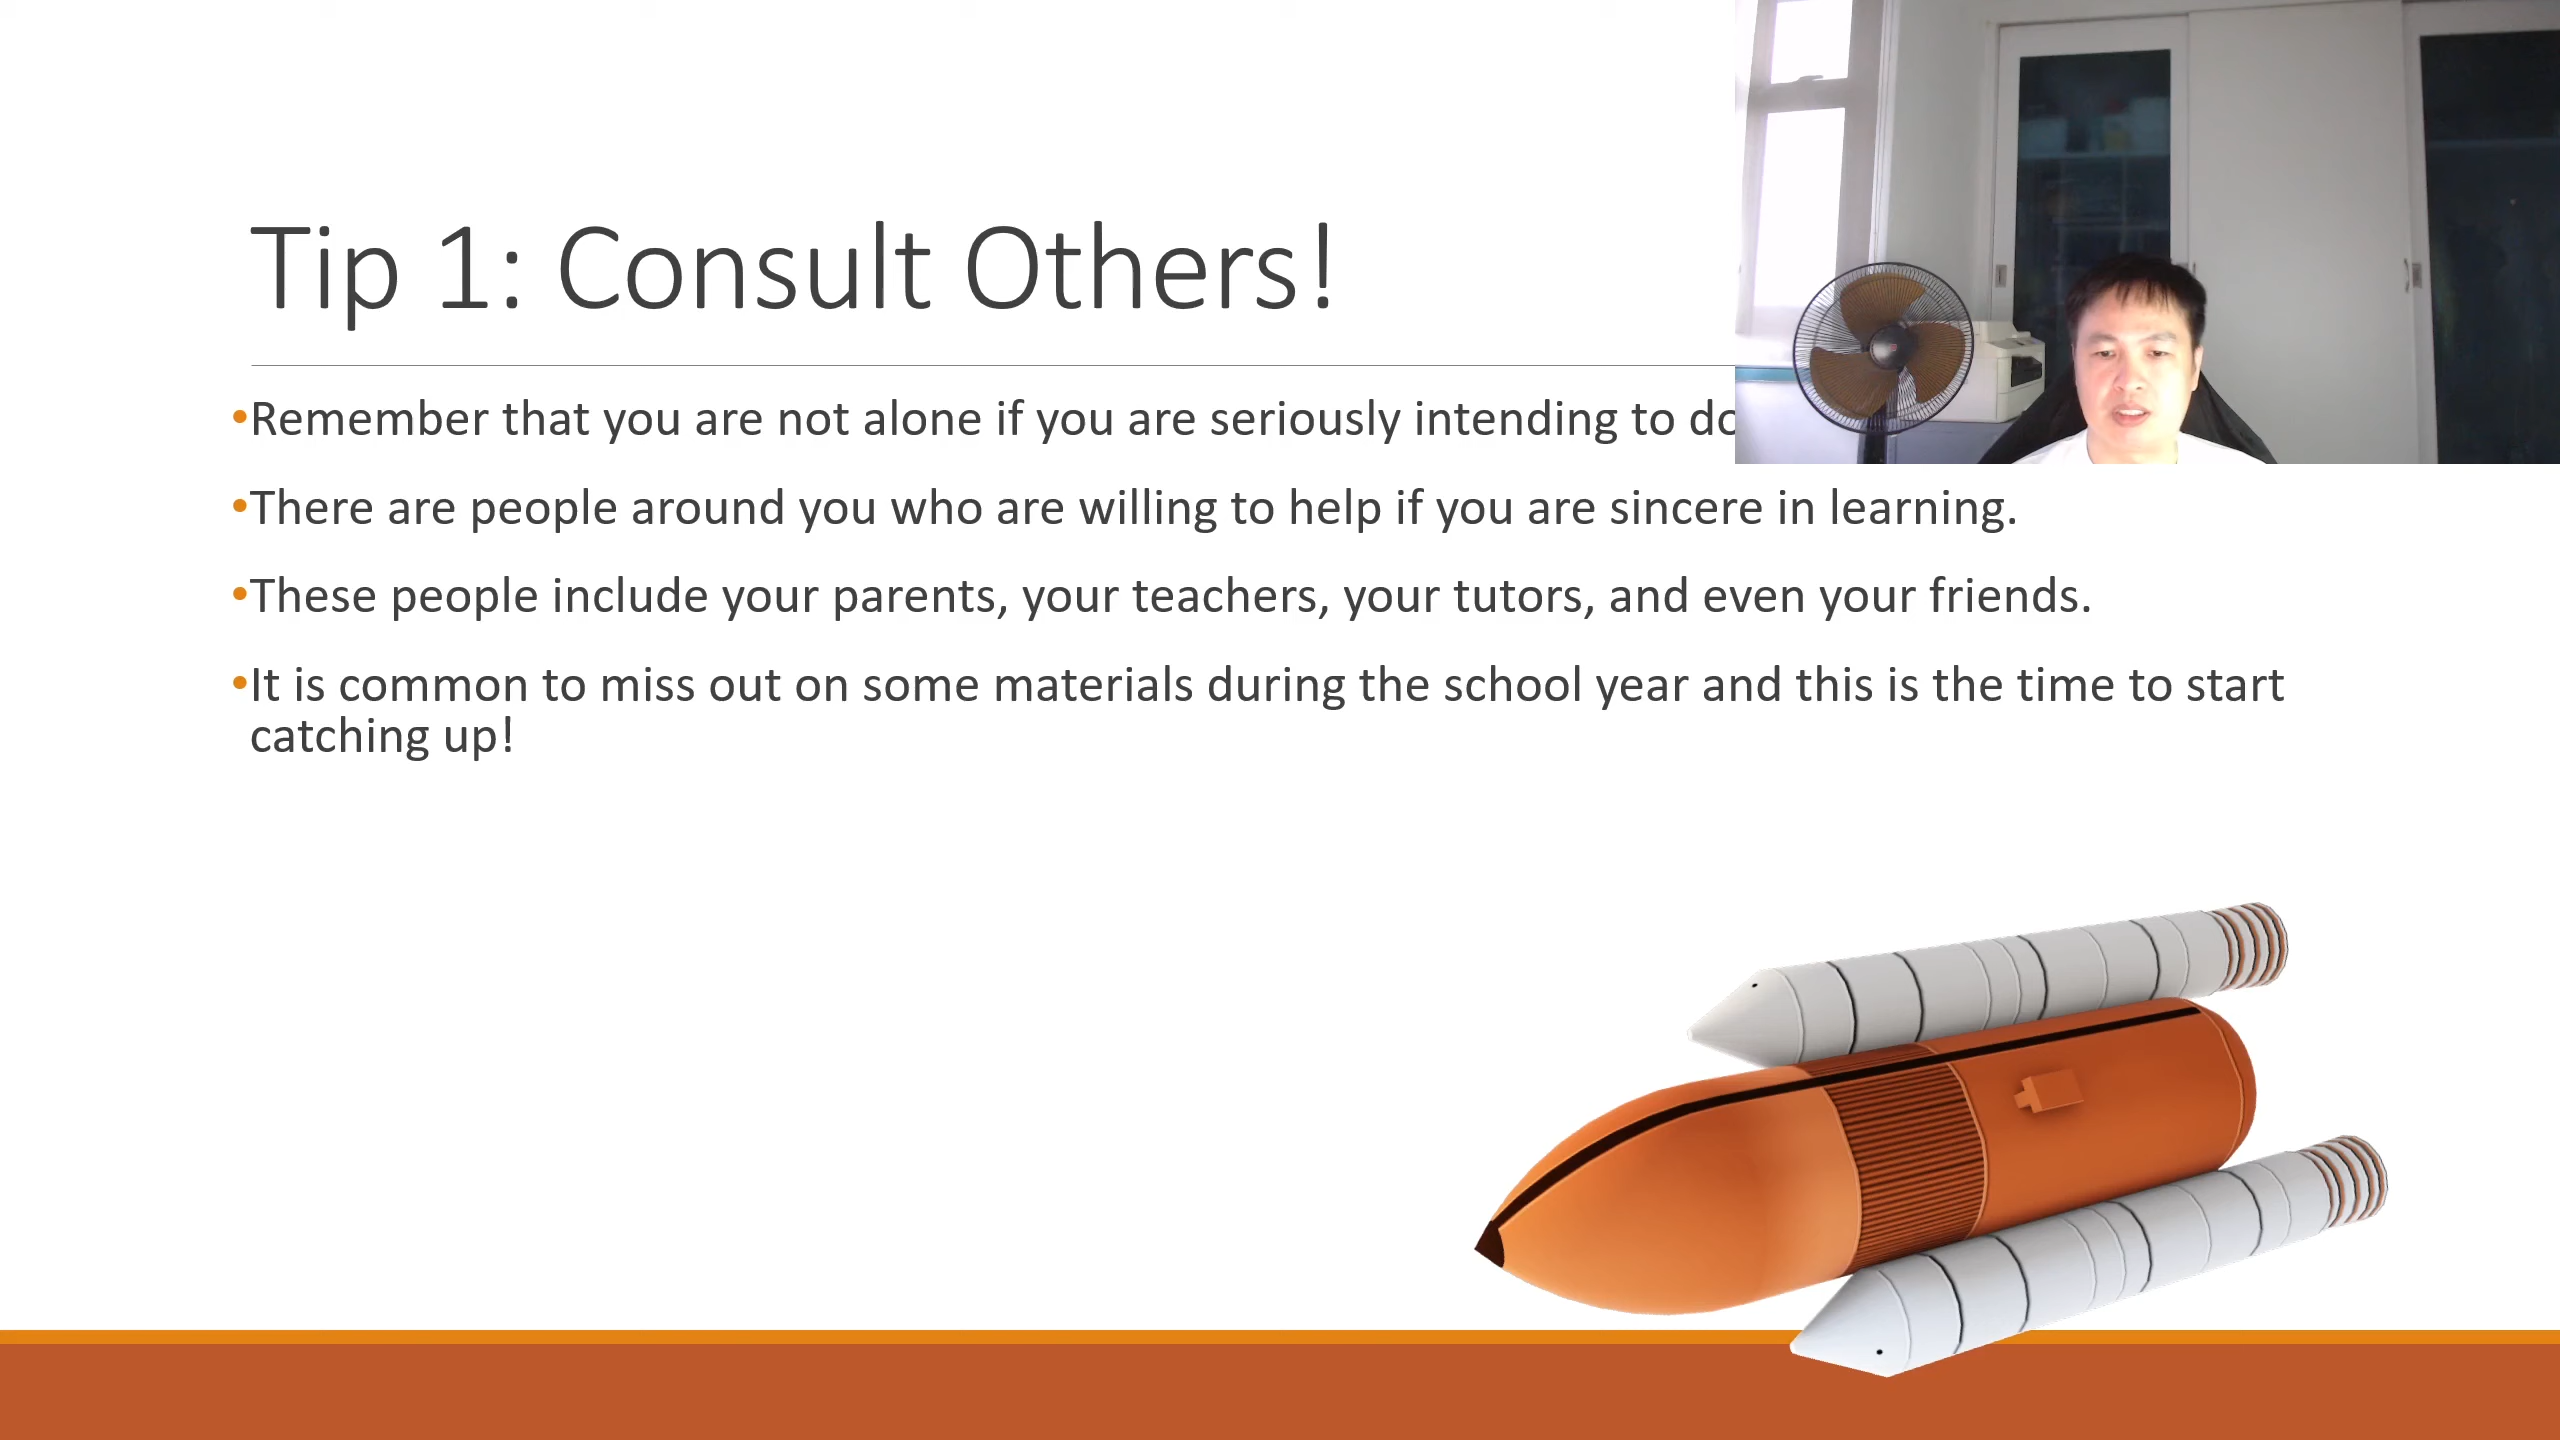 Tip 1: Consult Others!
•Remember that you are not alone if you are seriously intending to do
•There are people around you who are willing to help if you are sincere in learning.
•These people include your parents, your teachers, your tutors, and even your friends.
•It is common to miss out on some materials during the school year and this is the time to start
catching up!